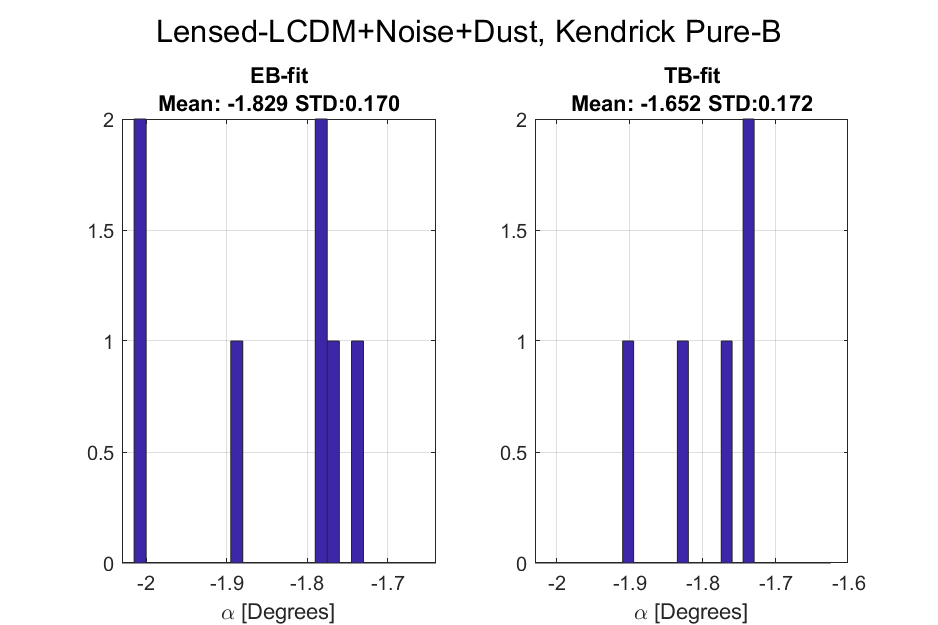 Lensed-LCDM+Noise+Dust, Kendrick Pure-B
EB-fit
Mean: -1.829 STD:0.170
2
1.5
1
0.5
0
-2 -1.9 -1.8 -1.7
α [Degrees]
TB-fit
Mean: -1.652 STD:0.172
2
1.5
1
0.5
0
-2 -1.9 -1.8 -1.7 -1.6
α [Degrees]